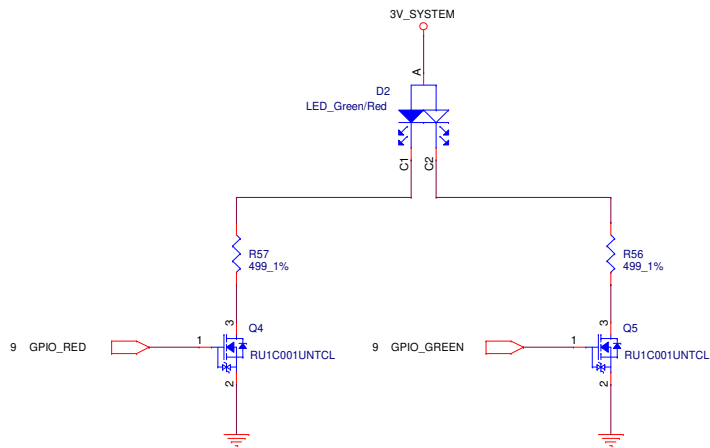 3V_SYSTEM
A
D2
LED_Green/Red
C1
C2
R57
499_1%
R56
499_1%
3
Q4
3
Q5
9 GPIO_RED
1
RU1C001UNTCL
9 GPIO_GREEN
1
RU1C001UNTCL
2
2